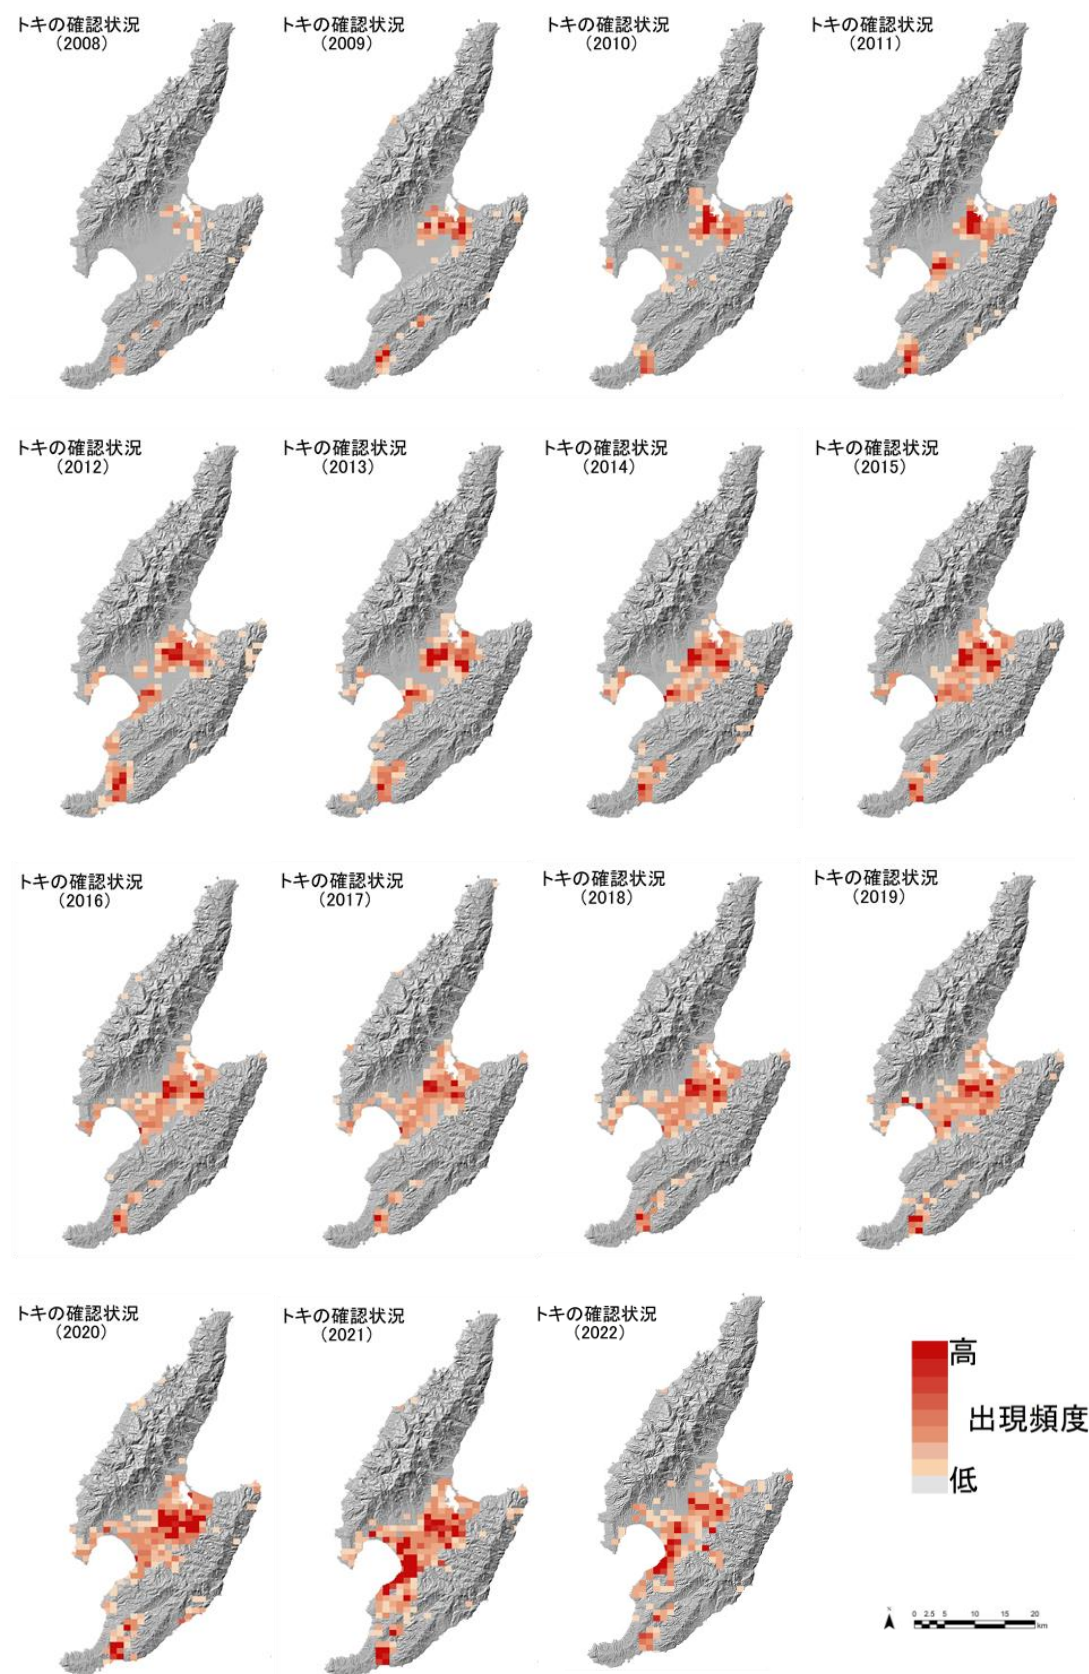 トキの確認状況
（2008）
トキの確認状況
（2009）
トキの確認状況
（2010）
トキの確認状況
（2011）
トキの確認状況
（2012）
トキの確認状況
（2013）
トキの確認状況
（2014）
トキの確認状況
（2015）
トキの確認状況
（2016）
トキの確認状況
（2017）
トキの確認状況
（2018）
トキの確認状況
（2019）
トキの確認状況
（2020）
トキの確認状況
（2021）
トキの確認状況
（2022）
高
出現頻度
低
N
0 2.5 5 10 15 20
km